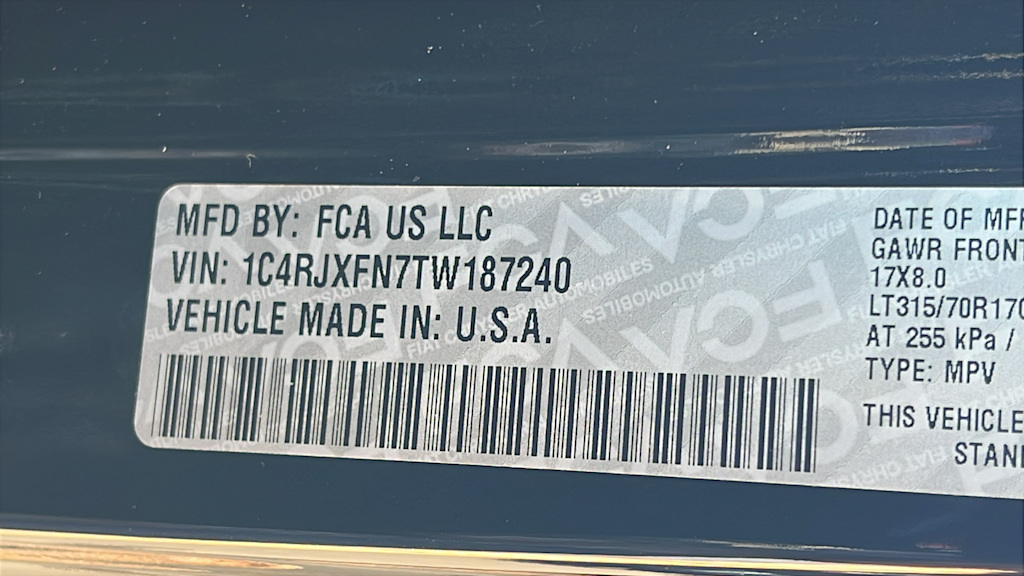 MFD BY: FCA US LLC
VIN: 1C4RJXFN7TW187240
VEHICLE MADE IN: U.S.A.
DATE OF MFR
GAWR FRONT
17X8.0
LT315/70R17C
AT 255 kPa /
TYPE: MPV
THIS VEHICLE
STAN